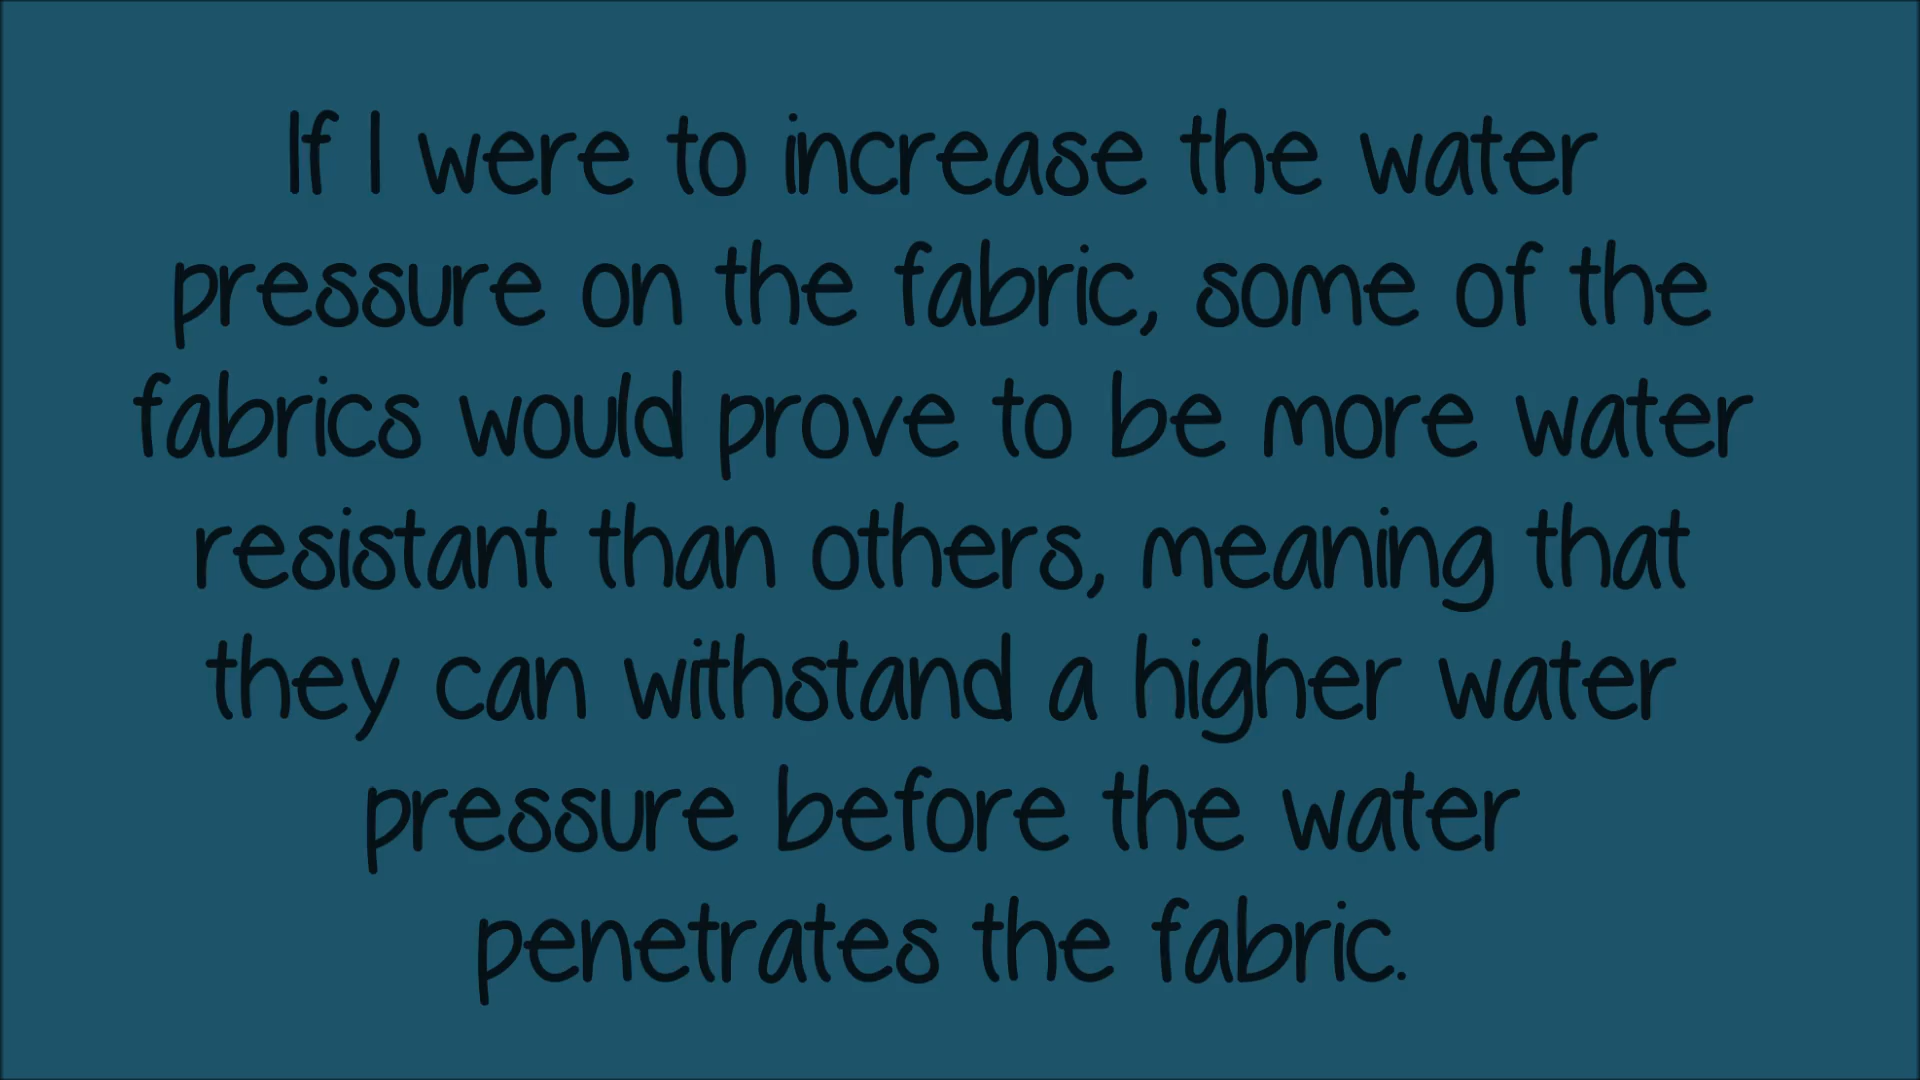 If I were to increase the water
pressure on the fabric, some of the
fabrics would prove to be more water
resistant than others, meaning that
they can withstand a higher water
pressure before the water
penetrates the fabric.